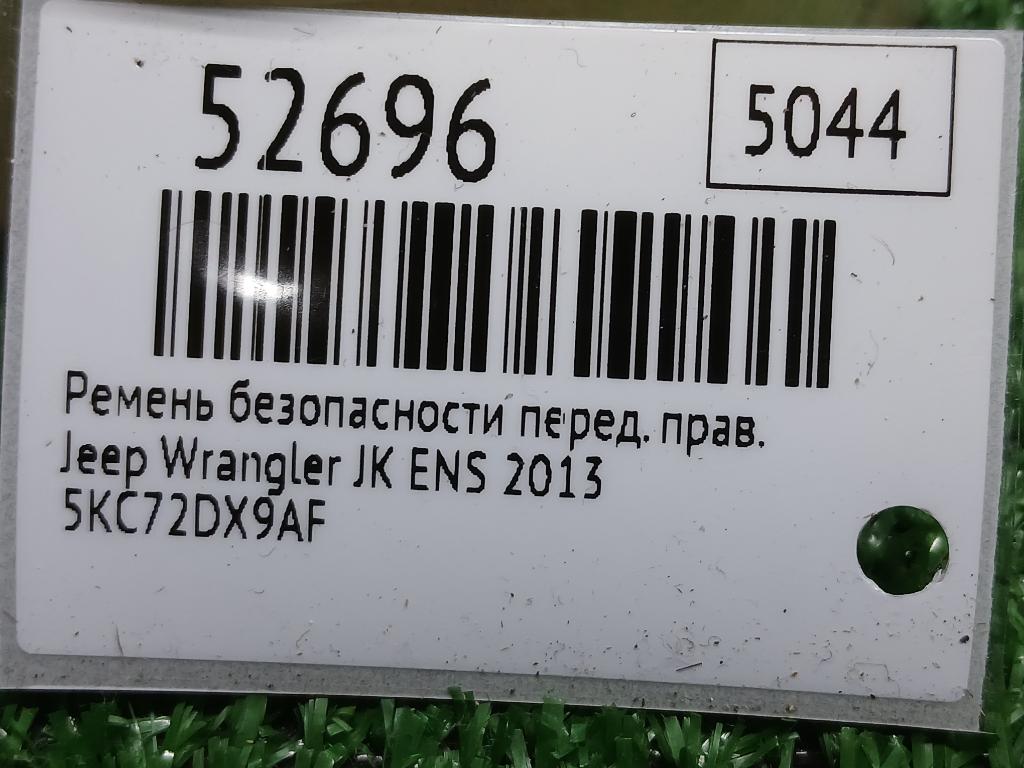 52696
5044
Ремень безопасности перед. прав.
Jeep Wrangler JK ENS 2013
5KC72DX9AF